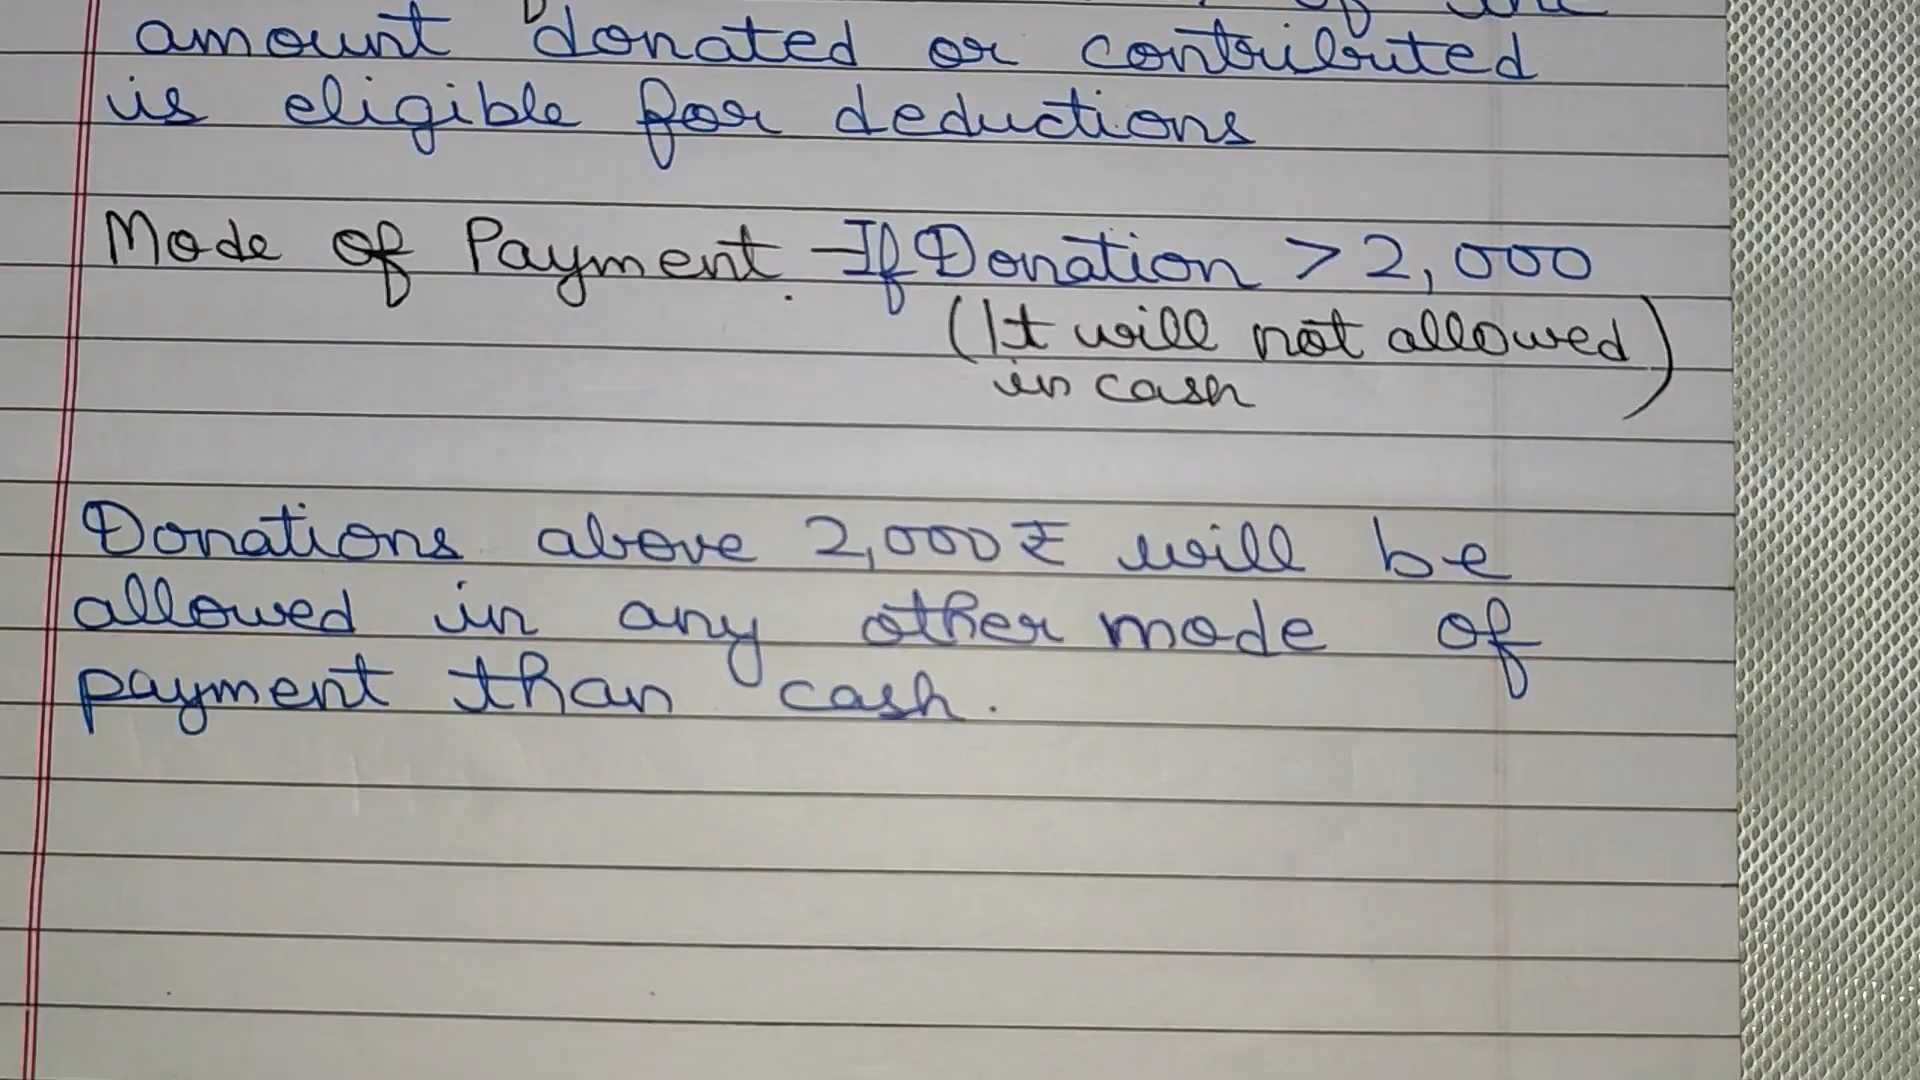 amount donated or contributed
is eligible for deductions
Mode of Payment - If Donation > 2,000
(It will not allowed)
in cash
Donations above 2,000 ₹ will be
allowed in any other mode of
payment than cash.